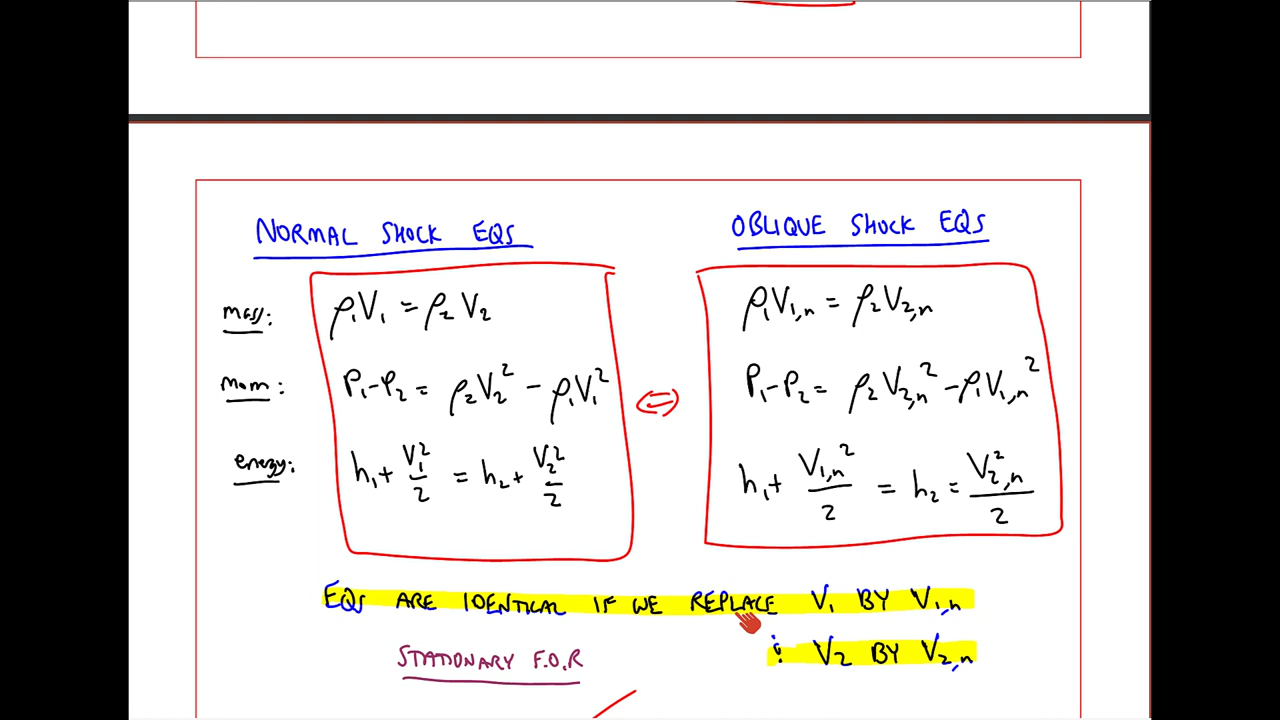 NORMAL SHOCK EQS
OBLIQUE SHOCK EQS
mass: ρ₁V₁ = ρ₂V₂
ρ₁V₁,ₙ = ρ₂V₂,ₙ
mom: P₁-P₂ = ρ₂V₂² - ρ₁V₁²
⇔
P₁-P₂ = ρ₂V₂,ₙ² - ρ₁V₁,ₙ²
energy: h₁ + V₁²/2 = h₂ + V₂²/2
h₁ + V₁,ₙ²/2 = h₂ = V₂,ₙ²/2
EQS ARE IDENTICAL IF WE REPLACE V₁ BY V₁,ₙ
& V₂ BY V₂,ₙ
STATIONARY F.O.R